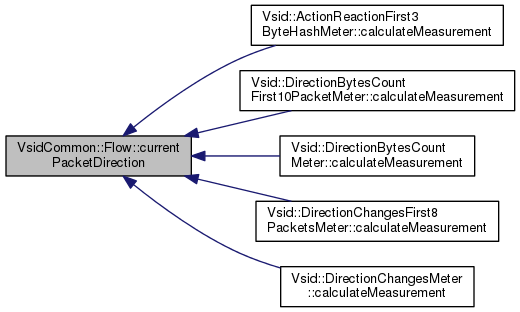 Vsid::ActionReactionFirst3
ByteHashMeter::calculateMeasurement
Vsid::DirectionBytesCount
First10PacketMeter::calculateMeasurement
VsidCommon::Flow::current
PacketDirection
Vsid::DirectionBytesCount
Meter::calculateMeasurement
Vsid::DirectionChangesFirst8
PacketsMeter::calculateMeasurement
Vsid::DirectionChangesMeter
::calculateMeasurement